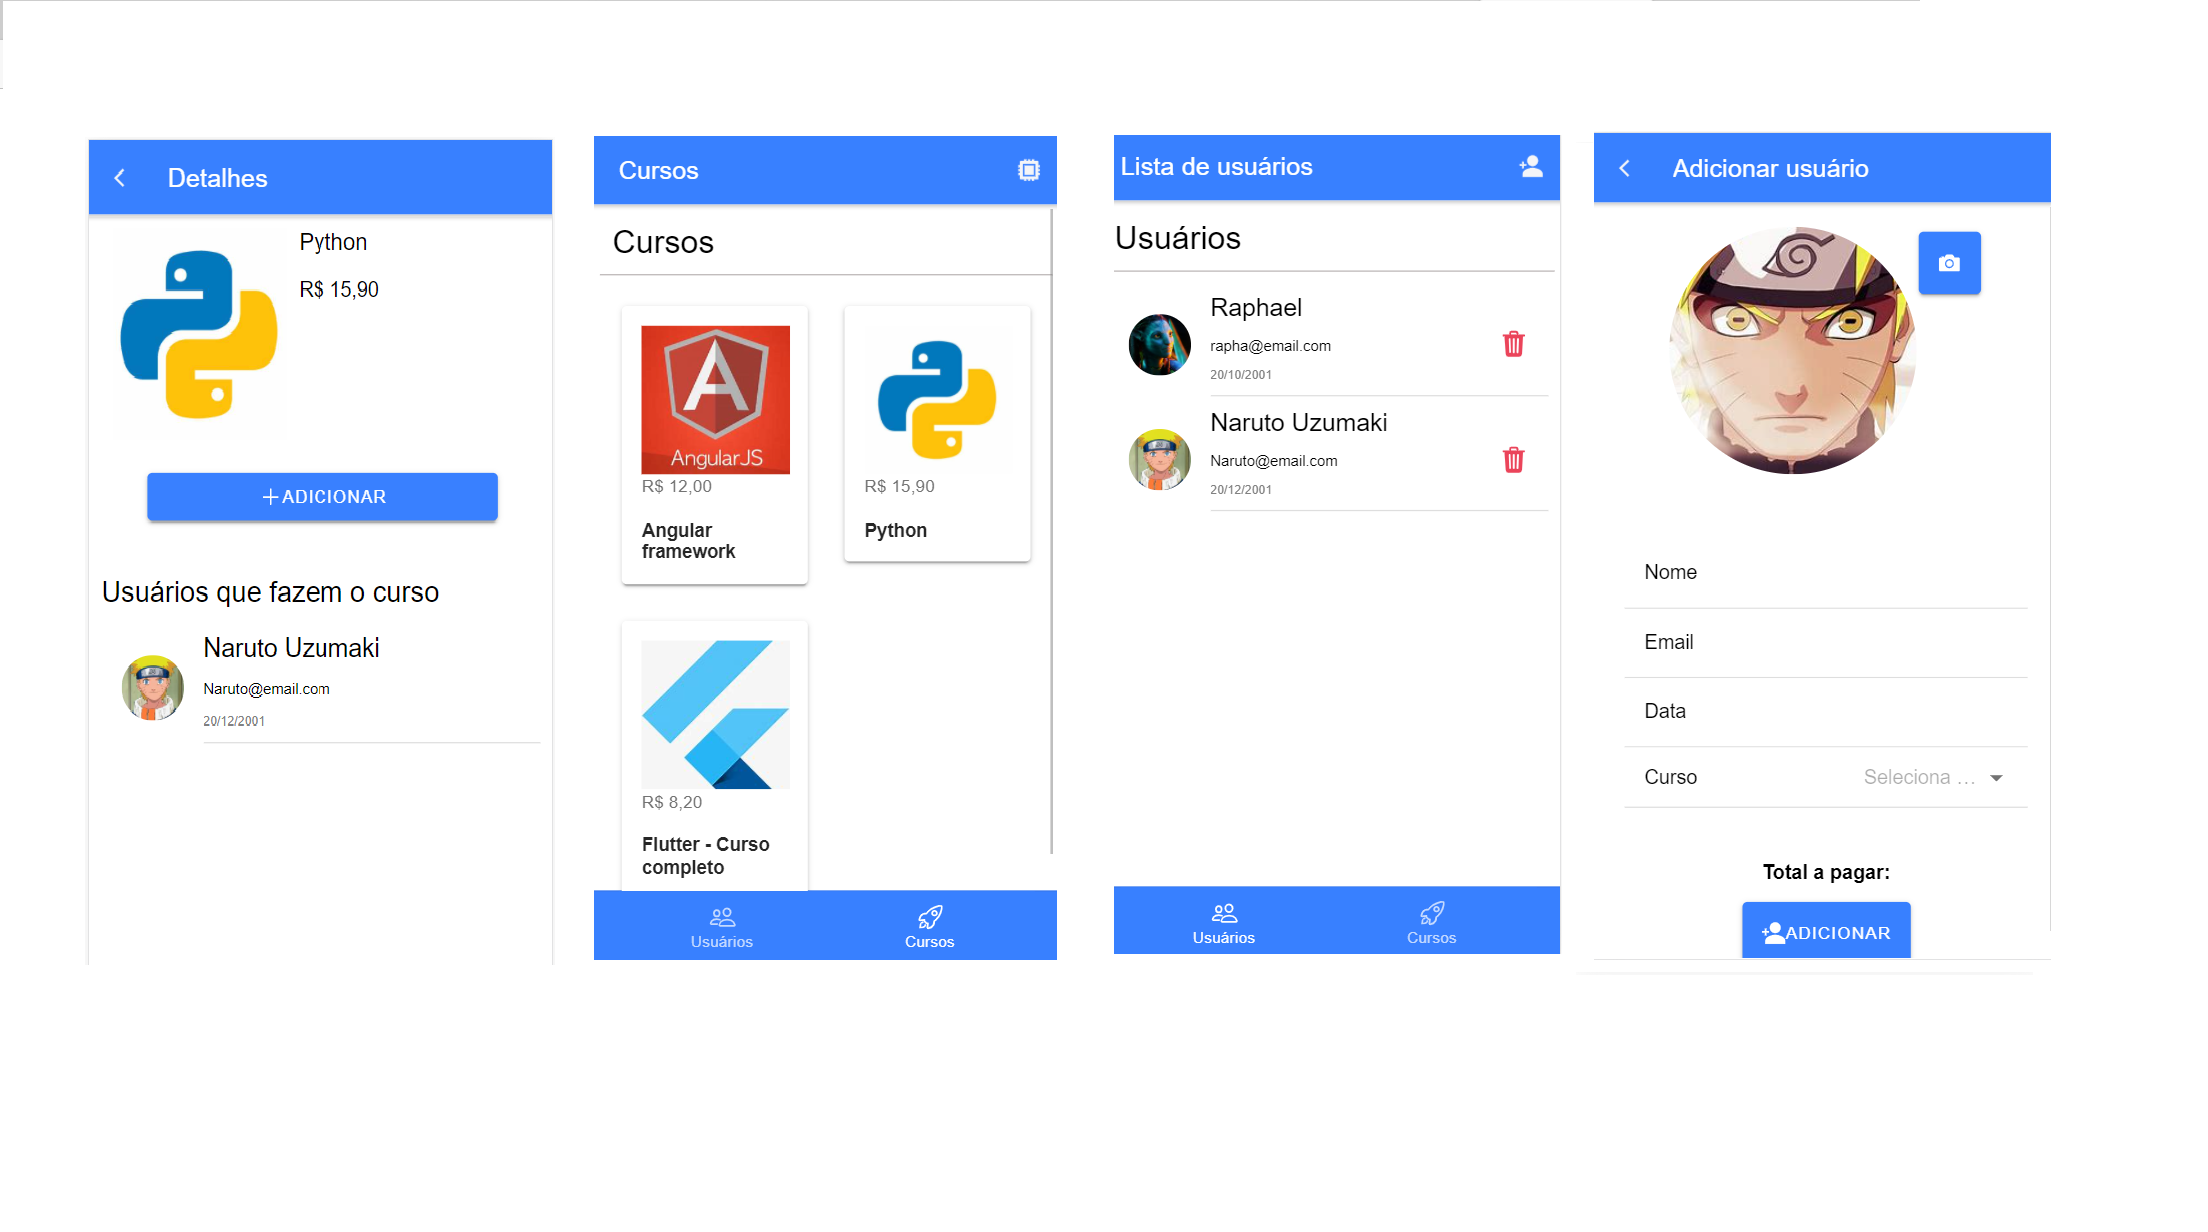 Detalhes
Python
R$ 15,90
ADICIONAR
Usuários que fazem o curso
Naruto Uzumaki
Naruto@email.com
20/12/2001
Cursos
Cursos
AngularJS
R$ 12,00
Angular
framework
R$ 15,90
Python
R$ 8,20
Flutter - Curso
completo
Usuários
Cursos
Lista de usuários
Usuários
Raphael
rapha@email.com
20/10/2001
Naruto Uzumaki
Naruto@email.com
20/12/2001
Usuários
Cursos
Adicionar usuário
Nome
Email
Data
Curso Seleciona ...
Total a pagar:
ADICIONAR